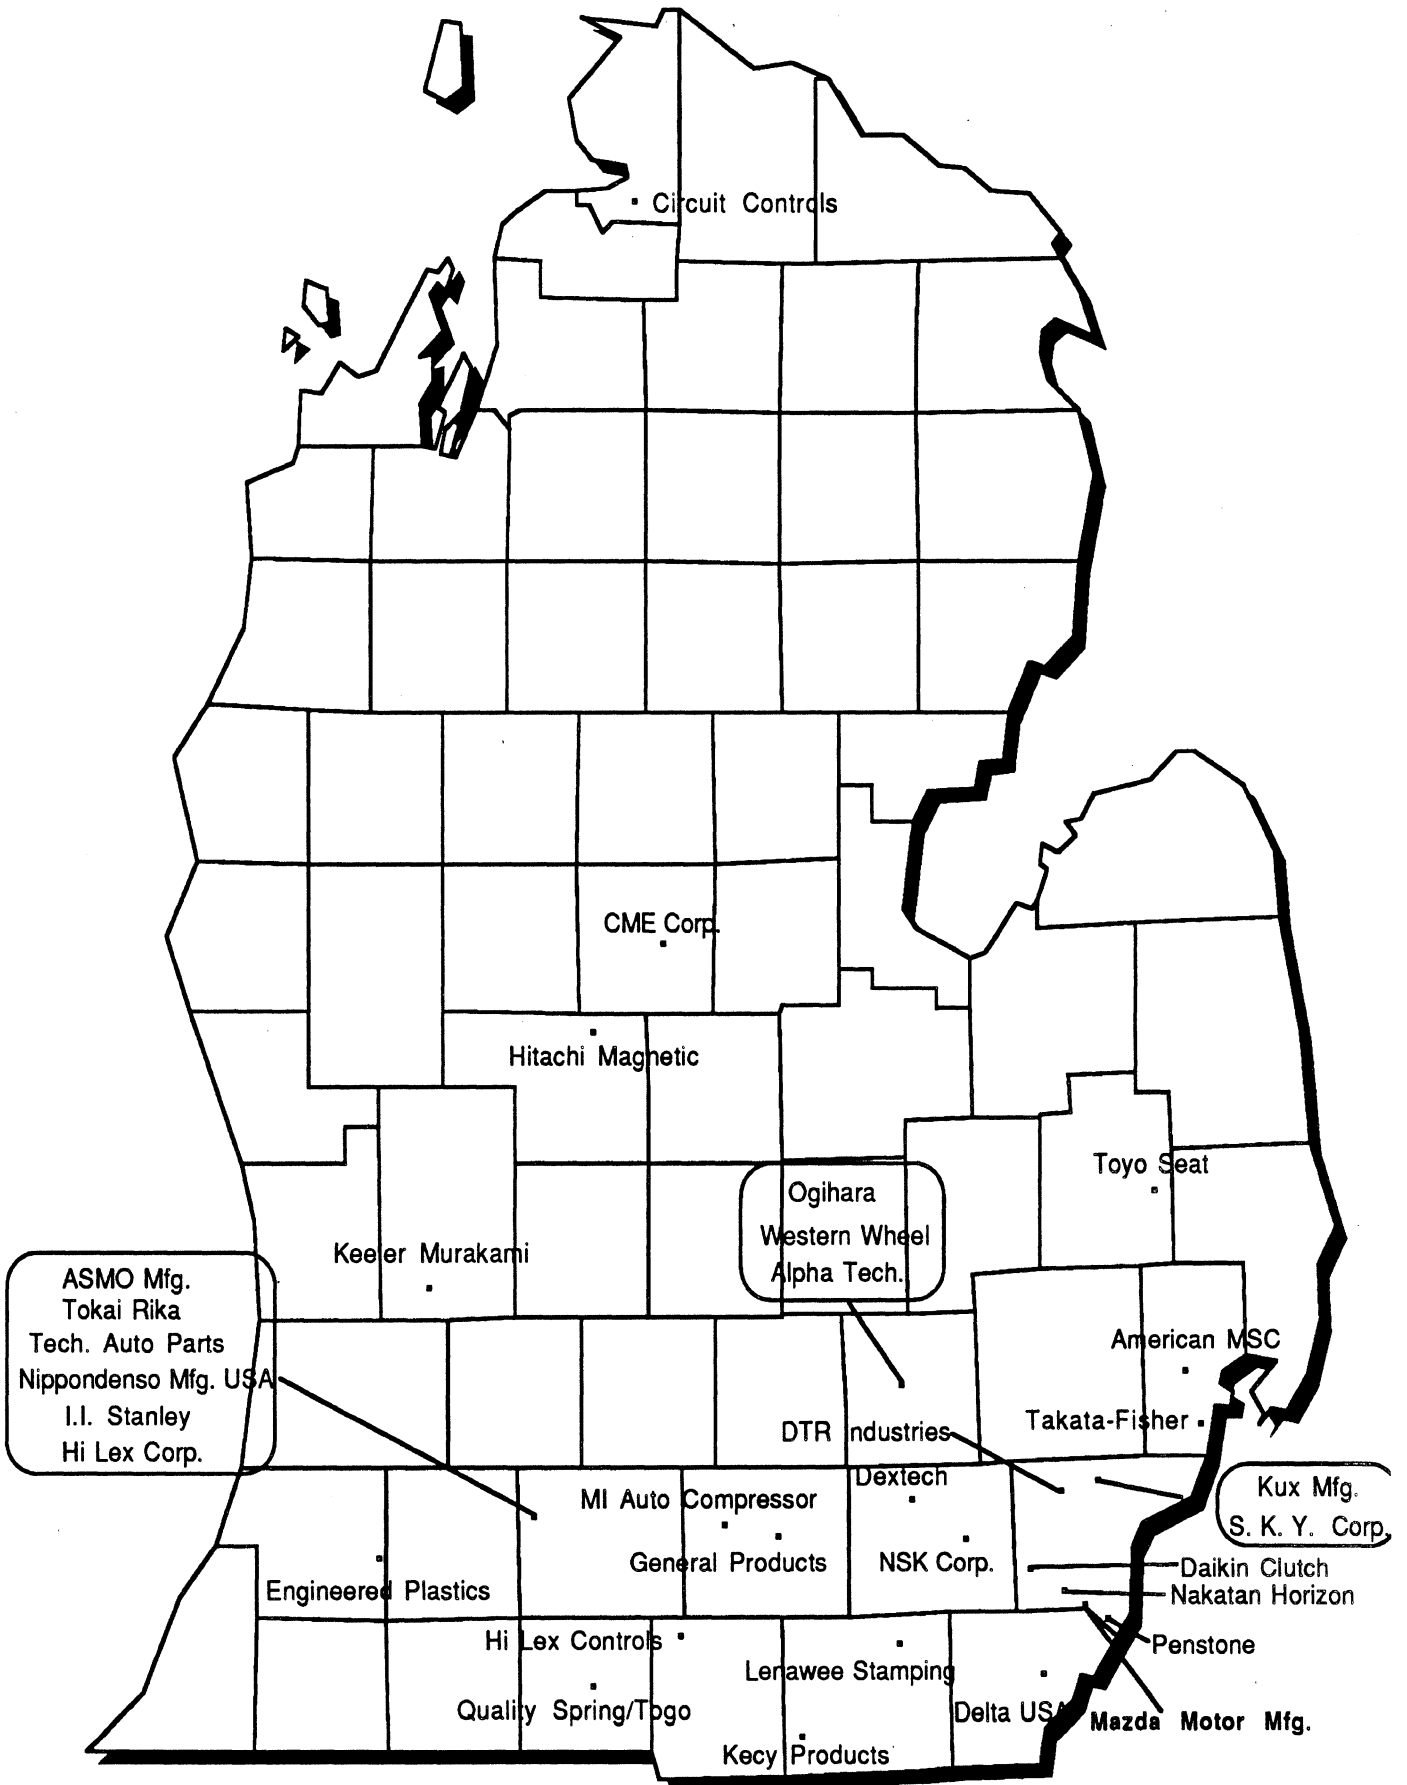 Circuit Controls
CME Corp.
Hitachi Magnetic
Toyo Seat
Ogihara
Western Wheel
Alpha Tech.
Keeler Murakami
ASMO Mfg.
Tokai Rika
Tech. Auto Parts
Nippondenso Mfg. USA
I.I. Stanley
Hi Lex Corp.
American MSC
Takata-Fisher
DTR Industries
Dextech
Kux Mfg.
S. K. Y. Corp.
MI Auto Compressor
General Products
NSK Corp.
Daikin Clutch
Nakatan Horizon
Engineered Plastics
Hi Lex Controls
Penstone
Lenawee Stamping
Quality Spring/Togo
Delta USA
Mazda Motor Mfg.
Kecy Products